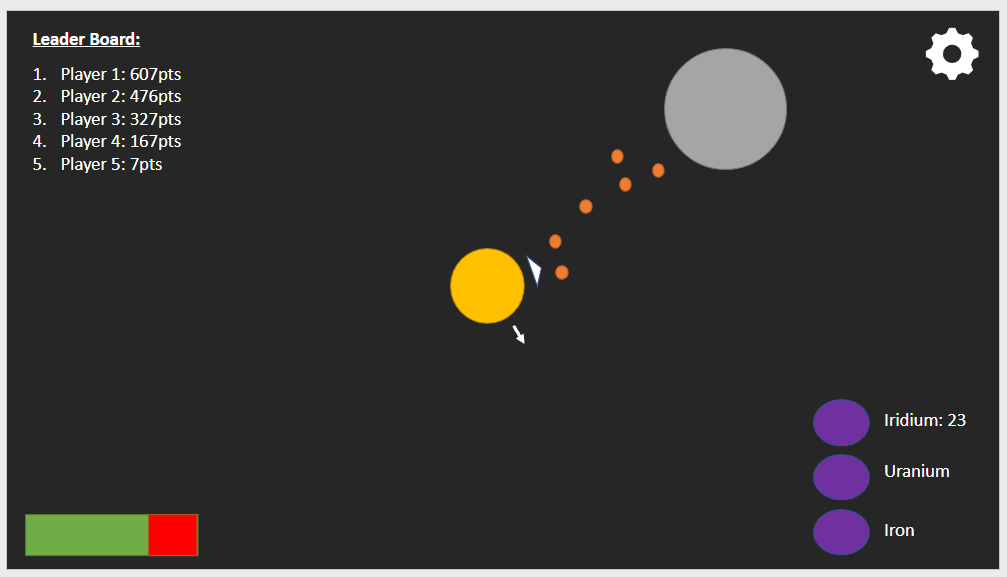 Leader Board:
1. Player 1: 607pts
2. Player 2: 476pts
3. Player 3: 327pts
4. Player 4: 167pts
5. Player 5: 7pts
Iridium: 23
Uranium
Iron